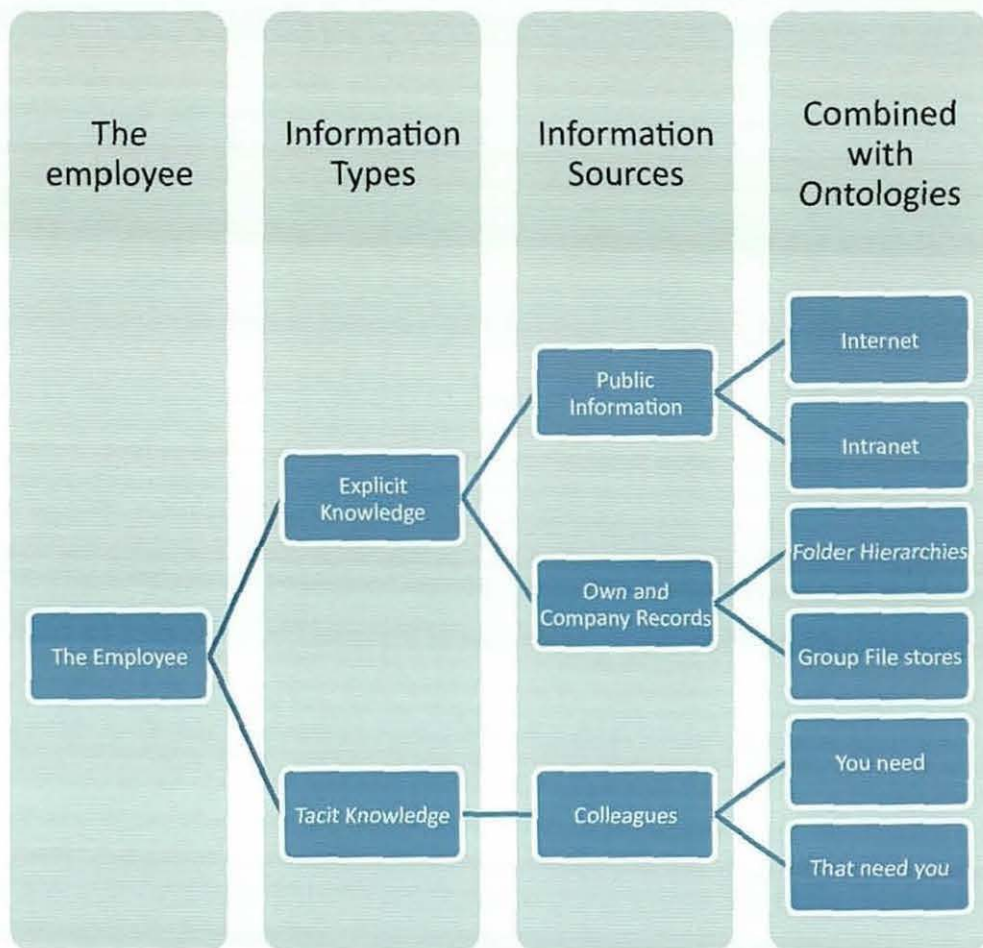 The
employee
Information
Types
Information
Sources
Combined
with
Ontologies
The Employee
Explicit
Knowledge
Tacit Knowledge
Public
Information
Own and
Company Records
Colleagues
Internet
Intranet
Folder Hierarchies
Group File stores
You need
That need you